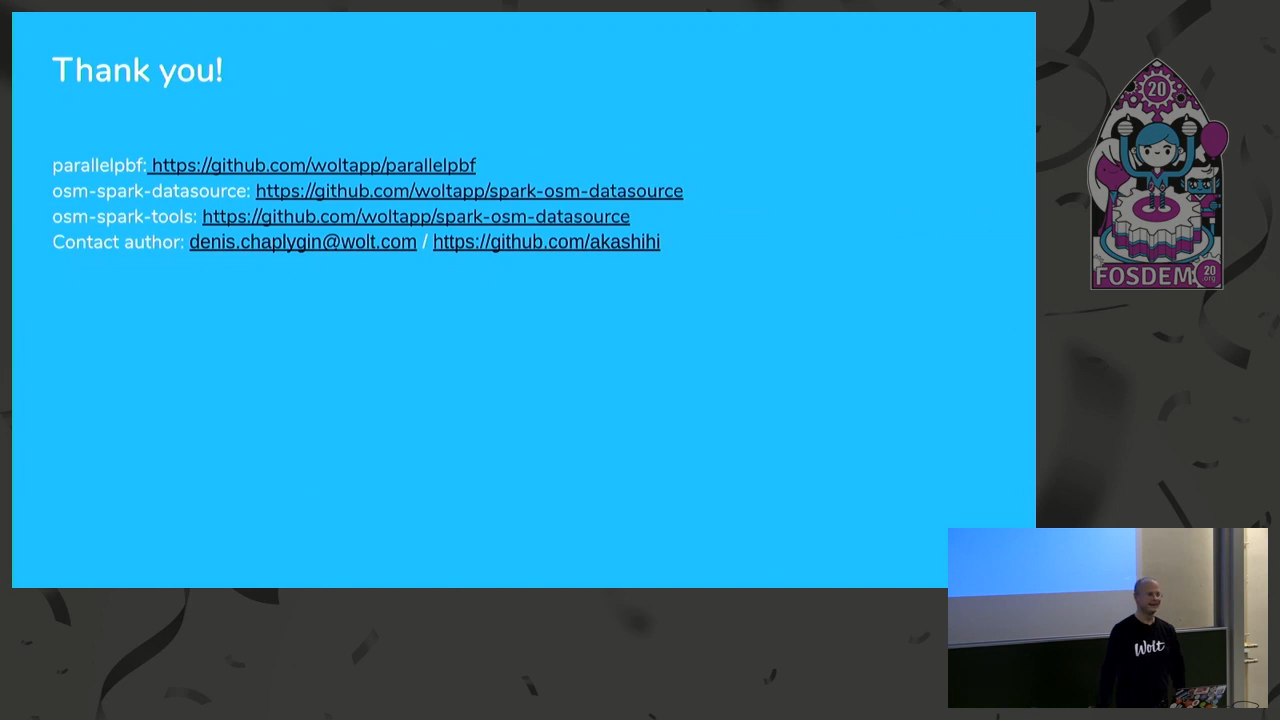 Thank you!
parallelpbf: https://github.com/woltapp/parallelpbf
osm-spark-datasource: https://github.com/woltapp/spark-osm-datasource
osm-spark-tools: https://github.com/woltapp/spark-osm-datasource
Contact author: denis.chaplygin@wolt.com / https://github.com/akashihi
20
FOSDEM
20
.org
Wolt